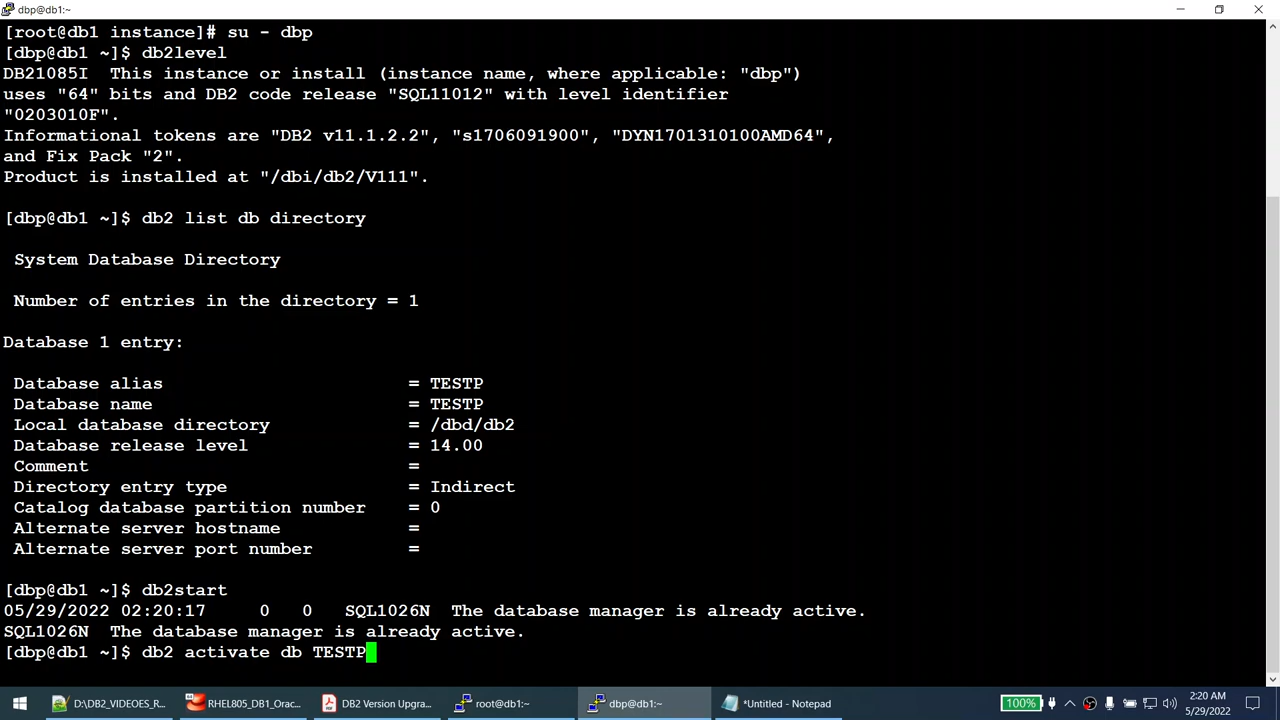 dbp@db1:~
[root@db1 instance]# su - dbp
[dbp@db1 ~]$ db2level
DB21085I  This instance or install (instance name, where applicable: "dbp")
uses "64" bits and DB2 code release "SQL11012" with level identifier
"0203010F".
Informational tokens are "DB2 v11.1.2.2", "s1706091900", "DYN1701310100AMD64",
and Fix Pack "2".
Product is installed at "/dbi/db2/V111".
[dbp@db1 ~]$ db2 list db directory
System Database Directory
Number of entries in the directory = 1
Database 1 entry:
Database alias                        = TESTP
Database name                         = TESTP
Local database directory              = /dbd/db2
Database release level                = 14.00
Comment                               =
Directory entry type                  = Indirect
Catalog database partition number     = 0
Alternate server hostname             =
Alternate server port number          =
[dbp@db1 ~]$ db2start
05/29/2022 02:20:17     0   0   SQL1026N  The database manager is already active.
SQL1026N  The database manager is already active.
[dbp@db1 ~]$ db2 activate db TESTP
D:\DB2_VIDEOES_R...
RHEL805_DB1_Orac...
DB2 Version Upgra...
root@db1:~
dbp@db1:~
*Untitled - Notepad
100%
2:20 AM
5/29/2022